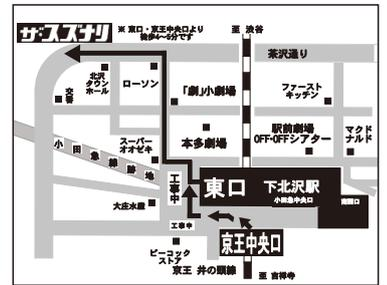 ザ・スズナリ
※ 東口・京王中央口より
徒歩4〜5分です
至 渋谷
茶沢通り
北沢
タウン
ホール
ローソン
交番
「劇」小劇場
ファースト
キッチン
スーパー
オオゼキ
本多劇場
駅前劇場
OFF・OFFシアター
マクド
ナルド
小田急線跡地
工事中
東口
下北沢駅
小田急中央口
南西口
大庄水産
工事中
京王中央口
ピーコック
ストア
京王 井の頭線
至 吉祥寺